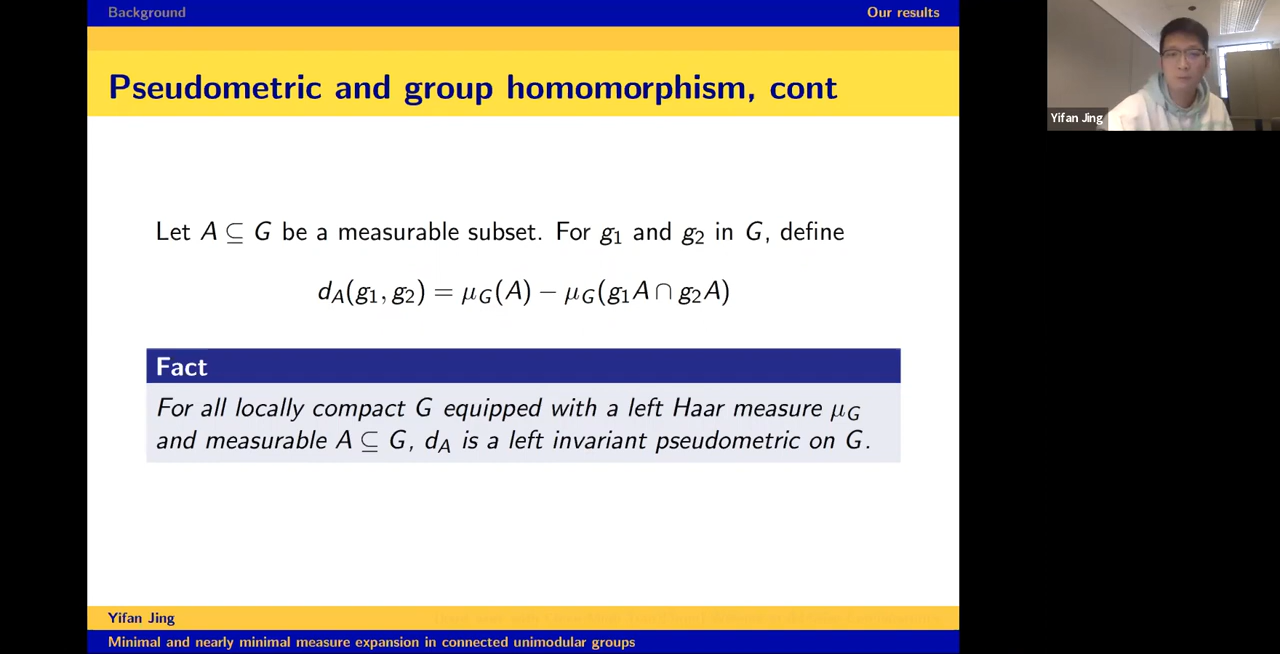 Background
Our results
Pseudometric and group homomorphism, cont
Let A ⊆ G be a measurable subset. For g₁ and g₂ in G, define
d_A(g₁, g₂) = μ_G(A) − μ_G(g₁A ∩ g₂A)
Fact
For all locally compact G equipped with a left Haar measure μ_G
and measurable A ⊆ G, d_A is a left invariant pseudometric on G.
Yifan Jing
Minimal and nearly minimal measure expansion in connected unimodular groups
Yifan Jing